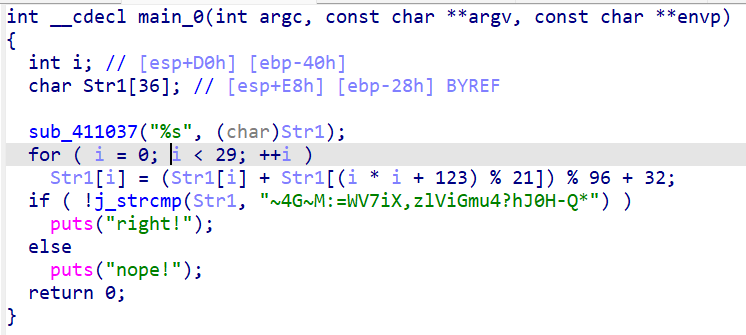 int __cdecl main_0(int argc, const char **argv, const char **envp)
{
int i; // [esp+D0h] [ebp-40h]
char Str1[36]; // [esp+E8h] [ebp-28h] BYREF
sub_411037("%s", (char)Str1);
for ( i = 0; i < 29; ++i )
Str1[i] = (Str1[i] + Str1[(i * i + 123) % 21]) % 96 + 32;
if ( !j_strcmp(Str1, "~4G~M:=WV7iX,zlViGmu4?hJ0H-Q*") )
puts("right!");
else
puts("nope!");
return 0;
}